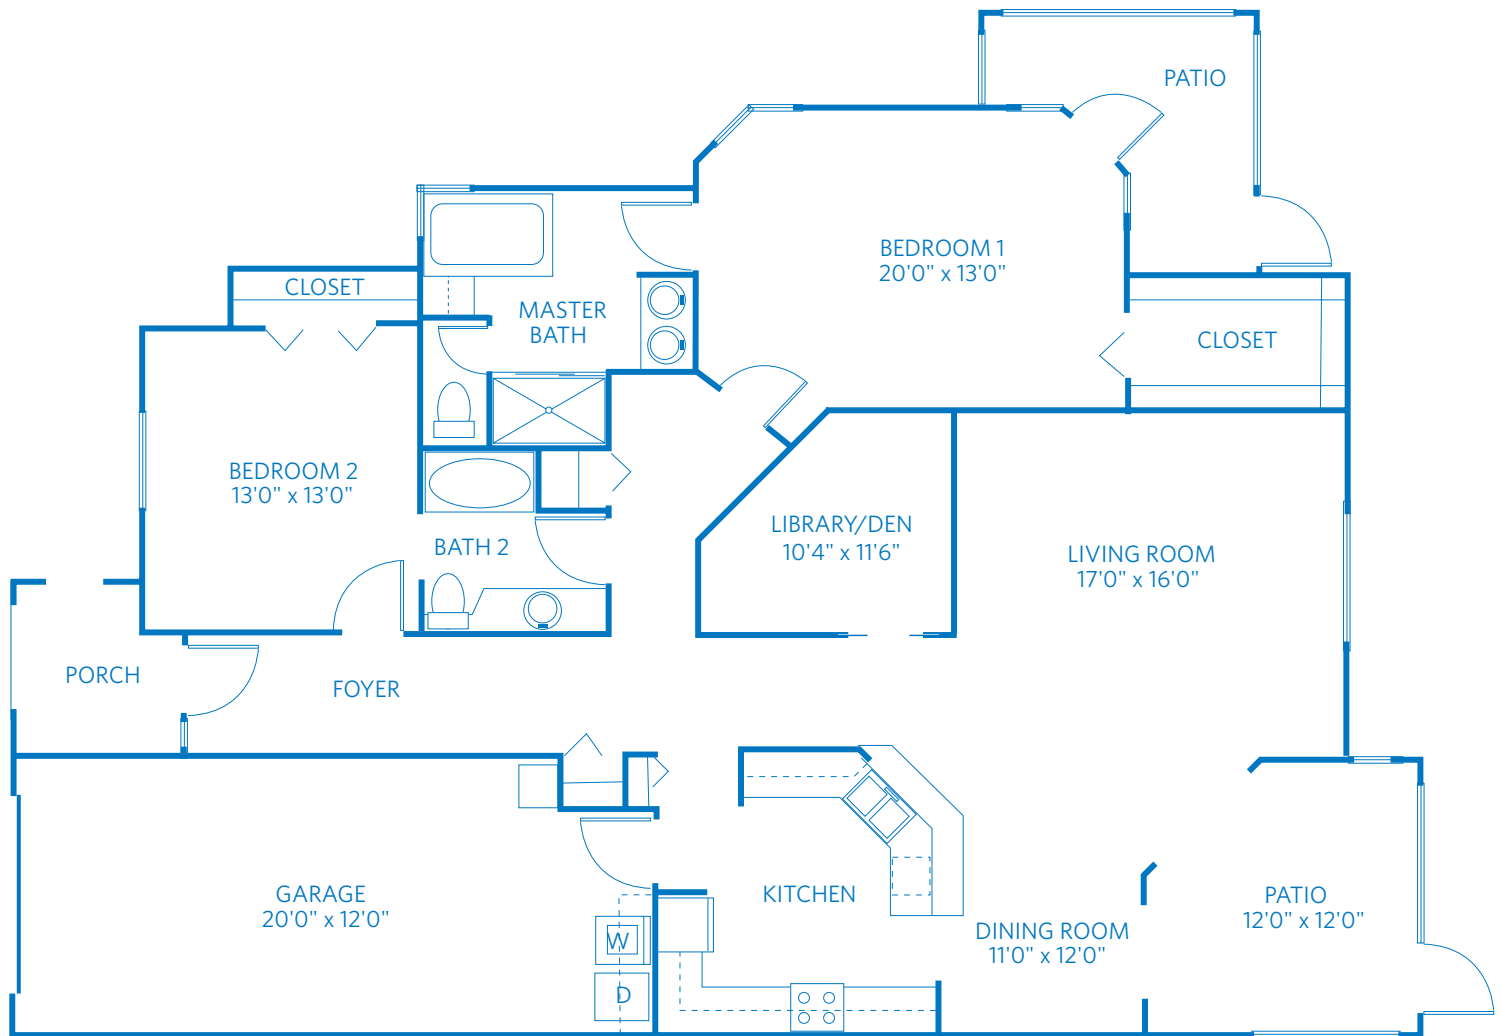 PATIO
BEDROOM 1
20'0" x 13'0"
CLOSET
MASTER
BATH
CLOSET
BEDROOM 2
13'0" x 13'0"
BATH 2
LIBRARY/DEN
10'4" x 11'6"
LIVING ROOM
17'0" x 16'0"
PORCH
FOYER
GARAGE
20'0" x 12'0"
W
D
KITCHEN
DINING ROOM
11'0" x 12'0"
PATIO
12'0" x 12'0"